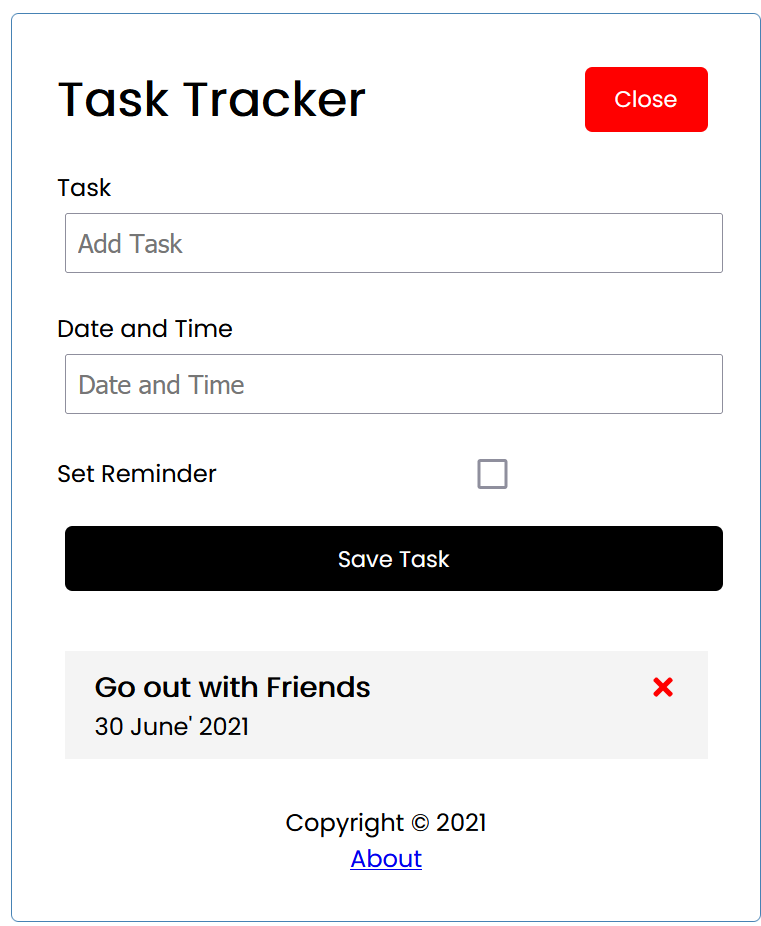 Task Tracker
Close
Task
Add Task
Date and Time
Date and Time
Set Reminder
Save Task
Go out with Friends
30 June' 2021
Copyright © 2021
About